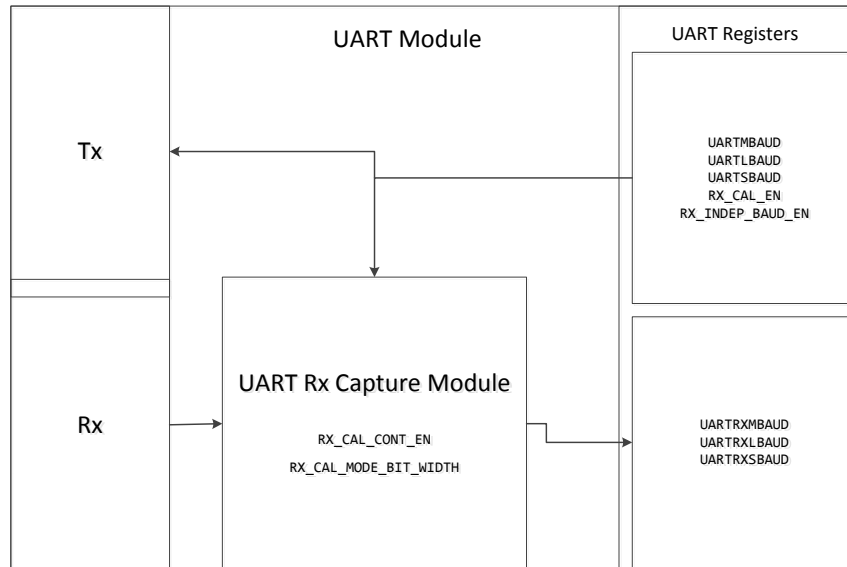 UART Module
UART Registers
Tx
UARTMBAUD
UARTLBAUD
UARTSBAUD
RX_CAL_EN
RX_INDEP_BAUD_EN
Rx
UART Rx Capture Module
RX_CAL_CONT_EN
RX_CAL_MODE_BIT_WIDTH
UARTRXMBAUD
UARTRXLBAUD
UARTRXSBAUD